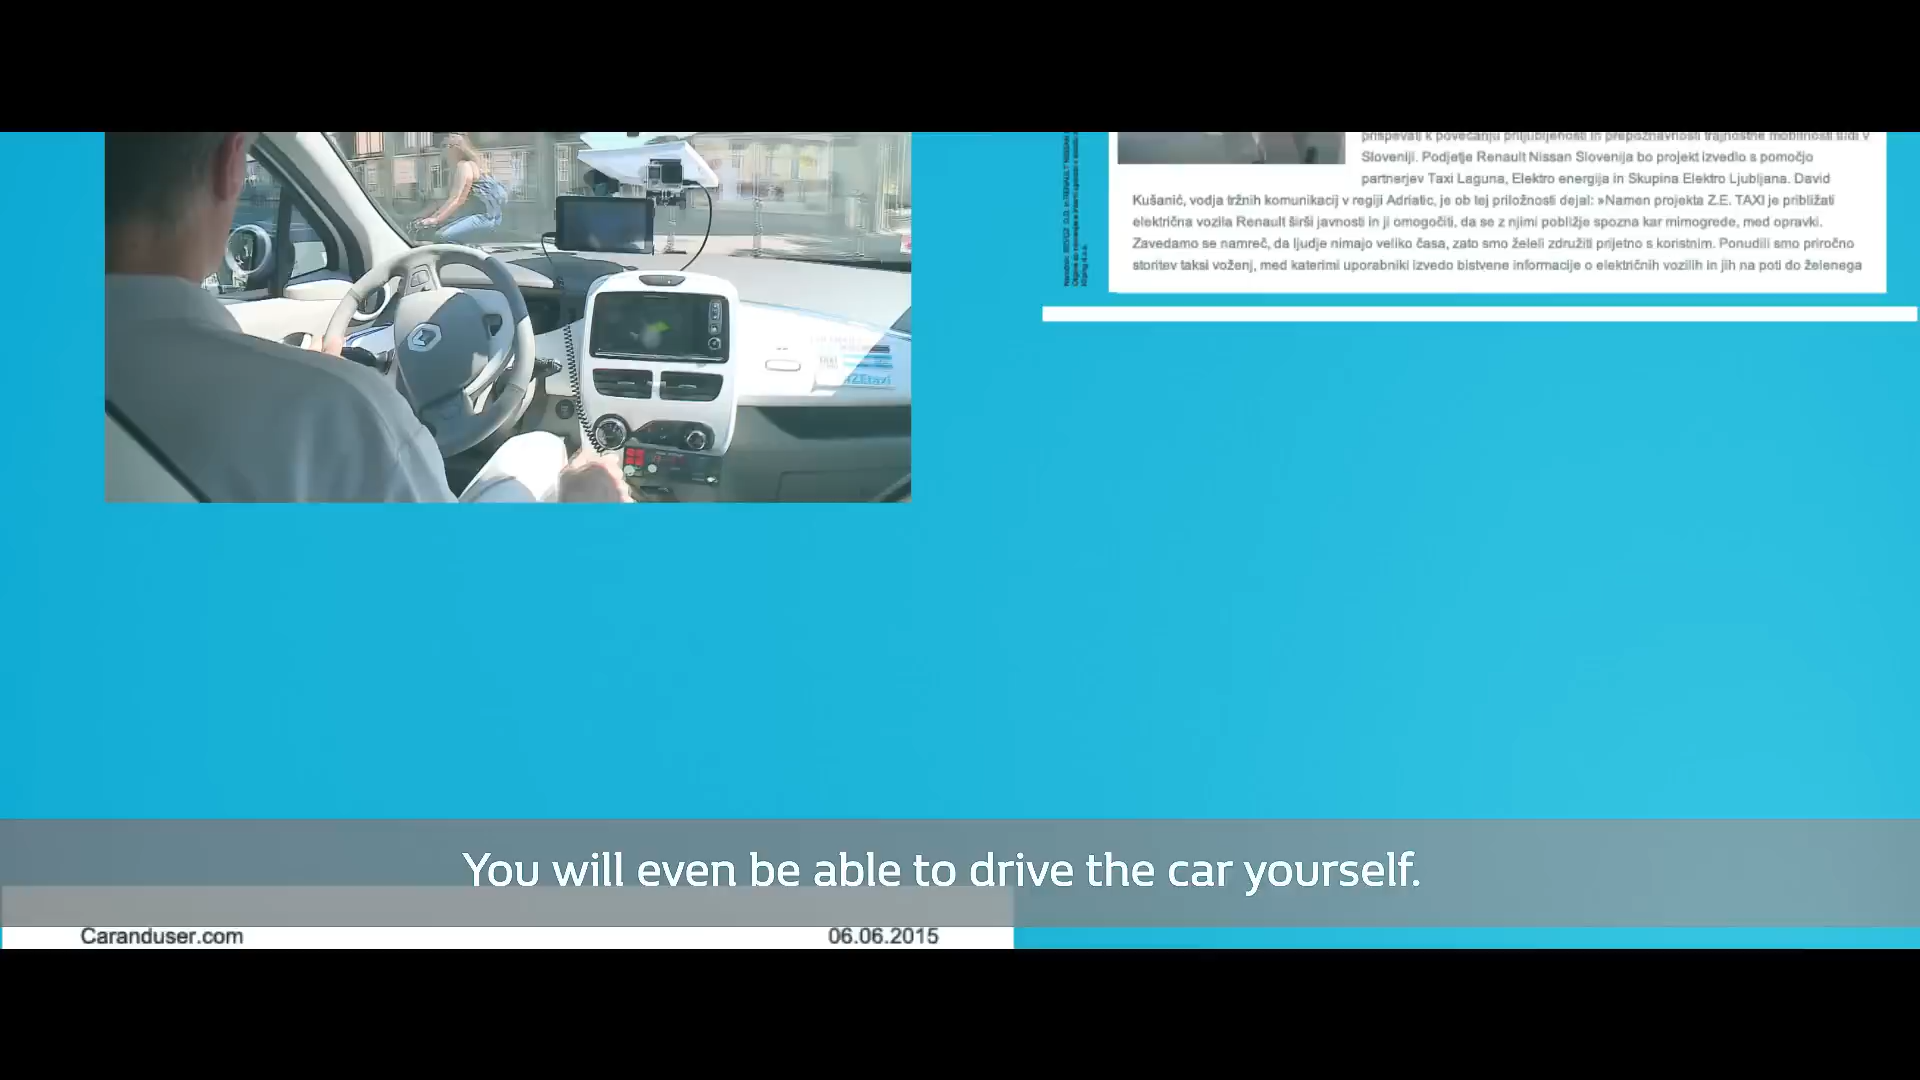 prispevati k povečanju priljubljenosti in prepoznavnosti trajnostne mobilnosti tudi v
Sloveniji. Podjetje Renault Nissan Slovenija bo projekt izvedlo s pomočjo
partnerjev Taxi Laguna, Elektro energija in Skupina Elektro Ljubljana. David
Kušanić, vodja tržnih komunikacij v regiji Adriatic, je ob tej priložnosti dejal: »Namen projekta Z.E. TAXI je približati
električna vozila Renault širši javnosti in ji omogočiti, da se z njimi pobližje spozna kar mimogrede, med opravki.
Zavedamo se namreč, da ljudje nimajo veliko časa, zato smo želeli združiti prijetno s koristnim. Ponudili smo priročno
storitev taksi voženj, med katerimi uporabniki izvedo bistvene informacije o električnih vozilih in jih na poti do želenega
#ZEtaxi
You will even be able to drive the car yourself.
Caranduser.com 06.06.2015